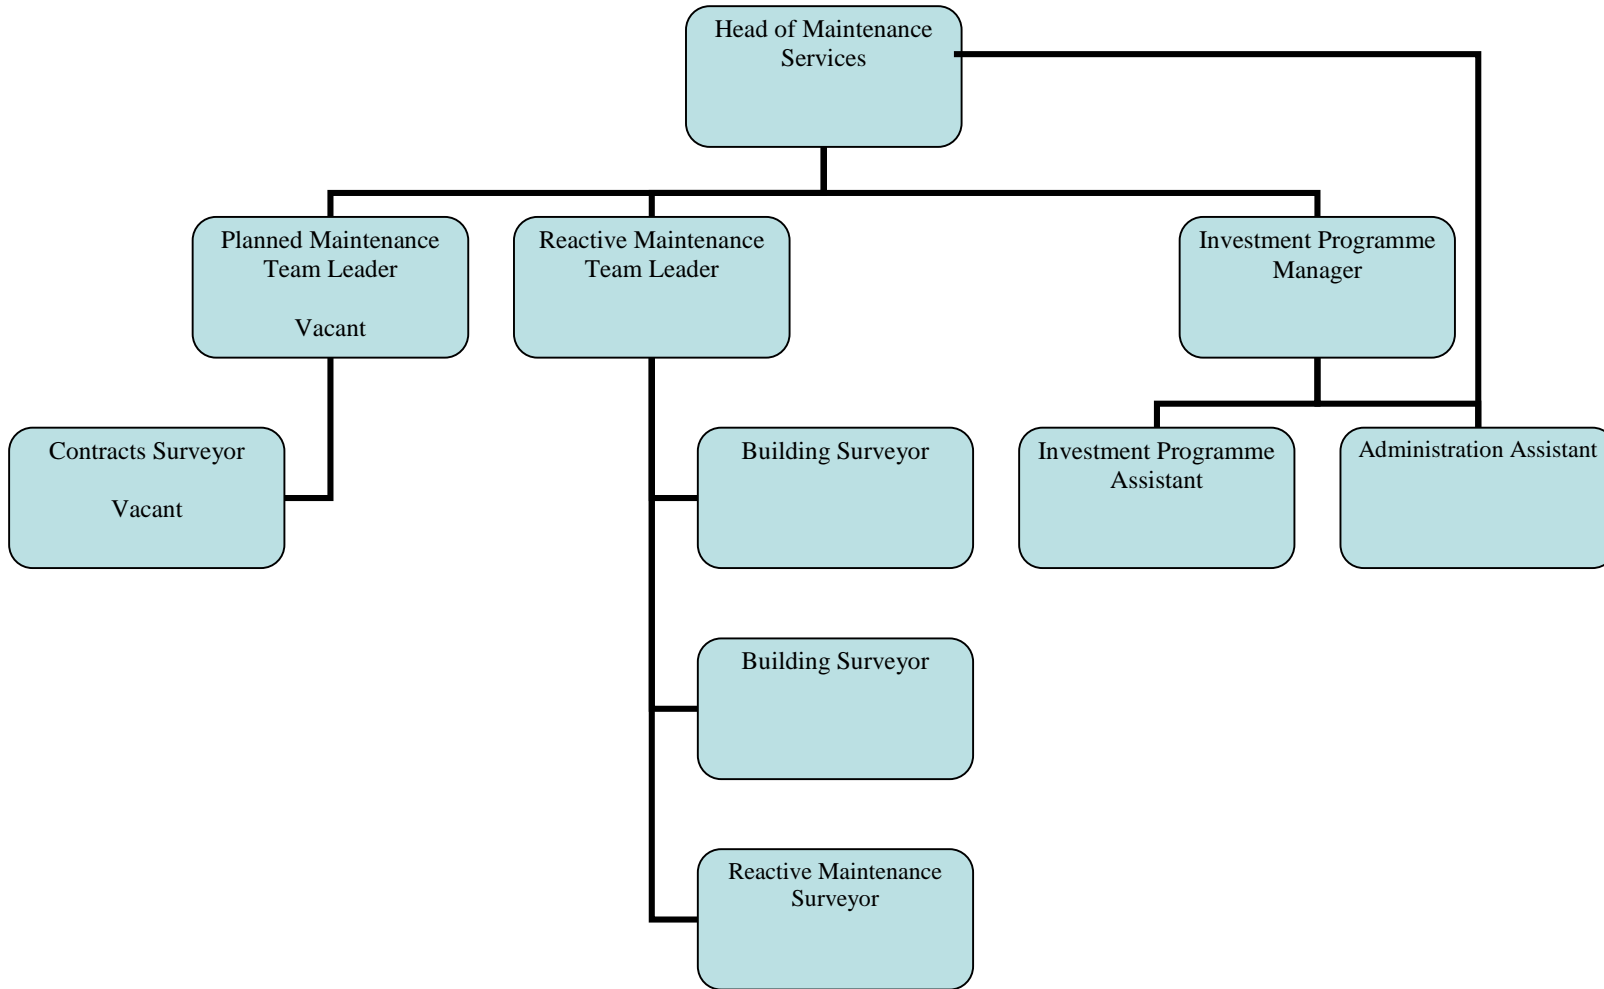 Head of Maintenance
Services
Planned Maintenance
Team Leader
Vacant
Reactive Maintenance
Team Leader
Investment Programme
Manager
Contracts Surveyor
Vacant
Building Surveyor
Investment Programme
Assistant
Administration Assistant
Building Surveyor
Reactive Maintenance
Surveyor